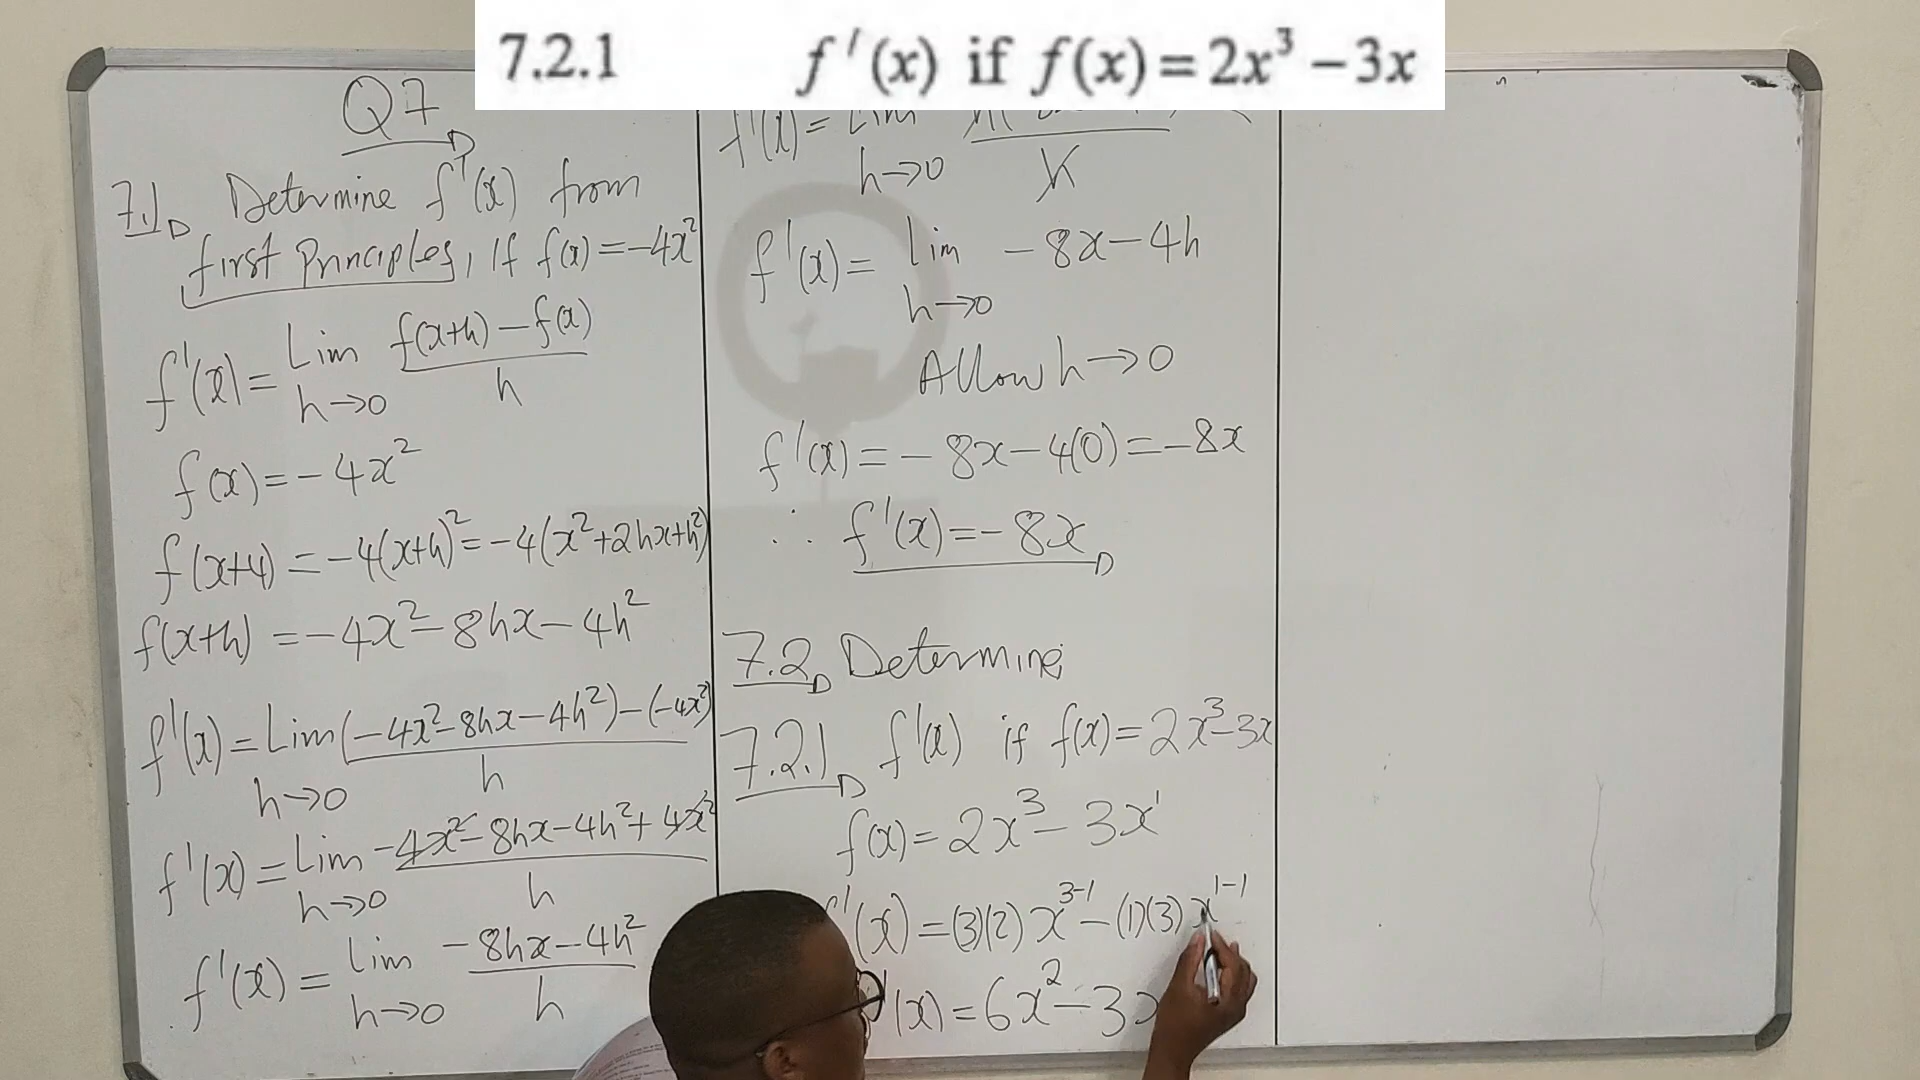 7.2.1 f'(x) if f(x) = 2x³ – 3x
Q7
7.1 Determine f'(x) from
first principles, If f(x) = -4x²
f'(x) = Lim h→0 f(x+h) – f(x) / h
f(x) = -4x²
f(x+4) = -4(x+h)² = -4(x²+2hx+h²)
f(x+h) = -4x² - 8hx - 4h²
f'(x) = Lim h→0 (-4x² - 8hx - 4h²) - (-4x²) / h
f'(x) = Lim h→0 -4x² - 8hx - 4h² + 4x² / h
f'(x) = Lim h→0 -8hx - 4h² / h
f'(x) = Lim h→0 / h
f'(x) = Lim h→0 -8x - 4h
Allow h→0
f'(x) = -8x - 4(0) = -8x
∴ f'(x) = -8x
7.2 Determine;
7.2.1 f'(x) if f(x) = 2x³ - 3x
f(x) = 2x³ - 3x¹
f'(x) = (3)(2)x³⁻¹ - (1)(3)x¹⁻¹
'(x) = 6x² - 3x